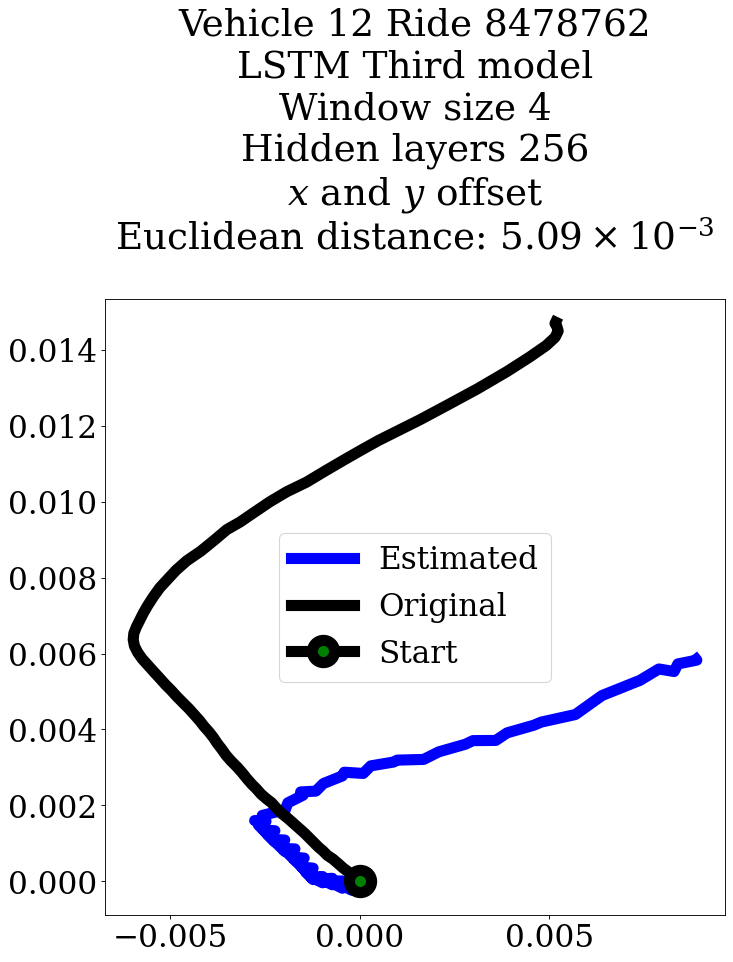 Vehicle 12 Ride 8478762
LSTM Third model
Window size 4
Hidden layers 256
x and y offset
Euclidean distance: 5.09 × 10⁻³
0.014
0.012
0.010
0.008
0.006
0.004
0.002
0.000
Estimated
Original
Start
−0.005 0.000 0.005